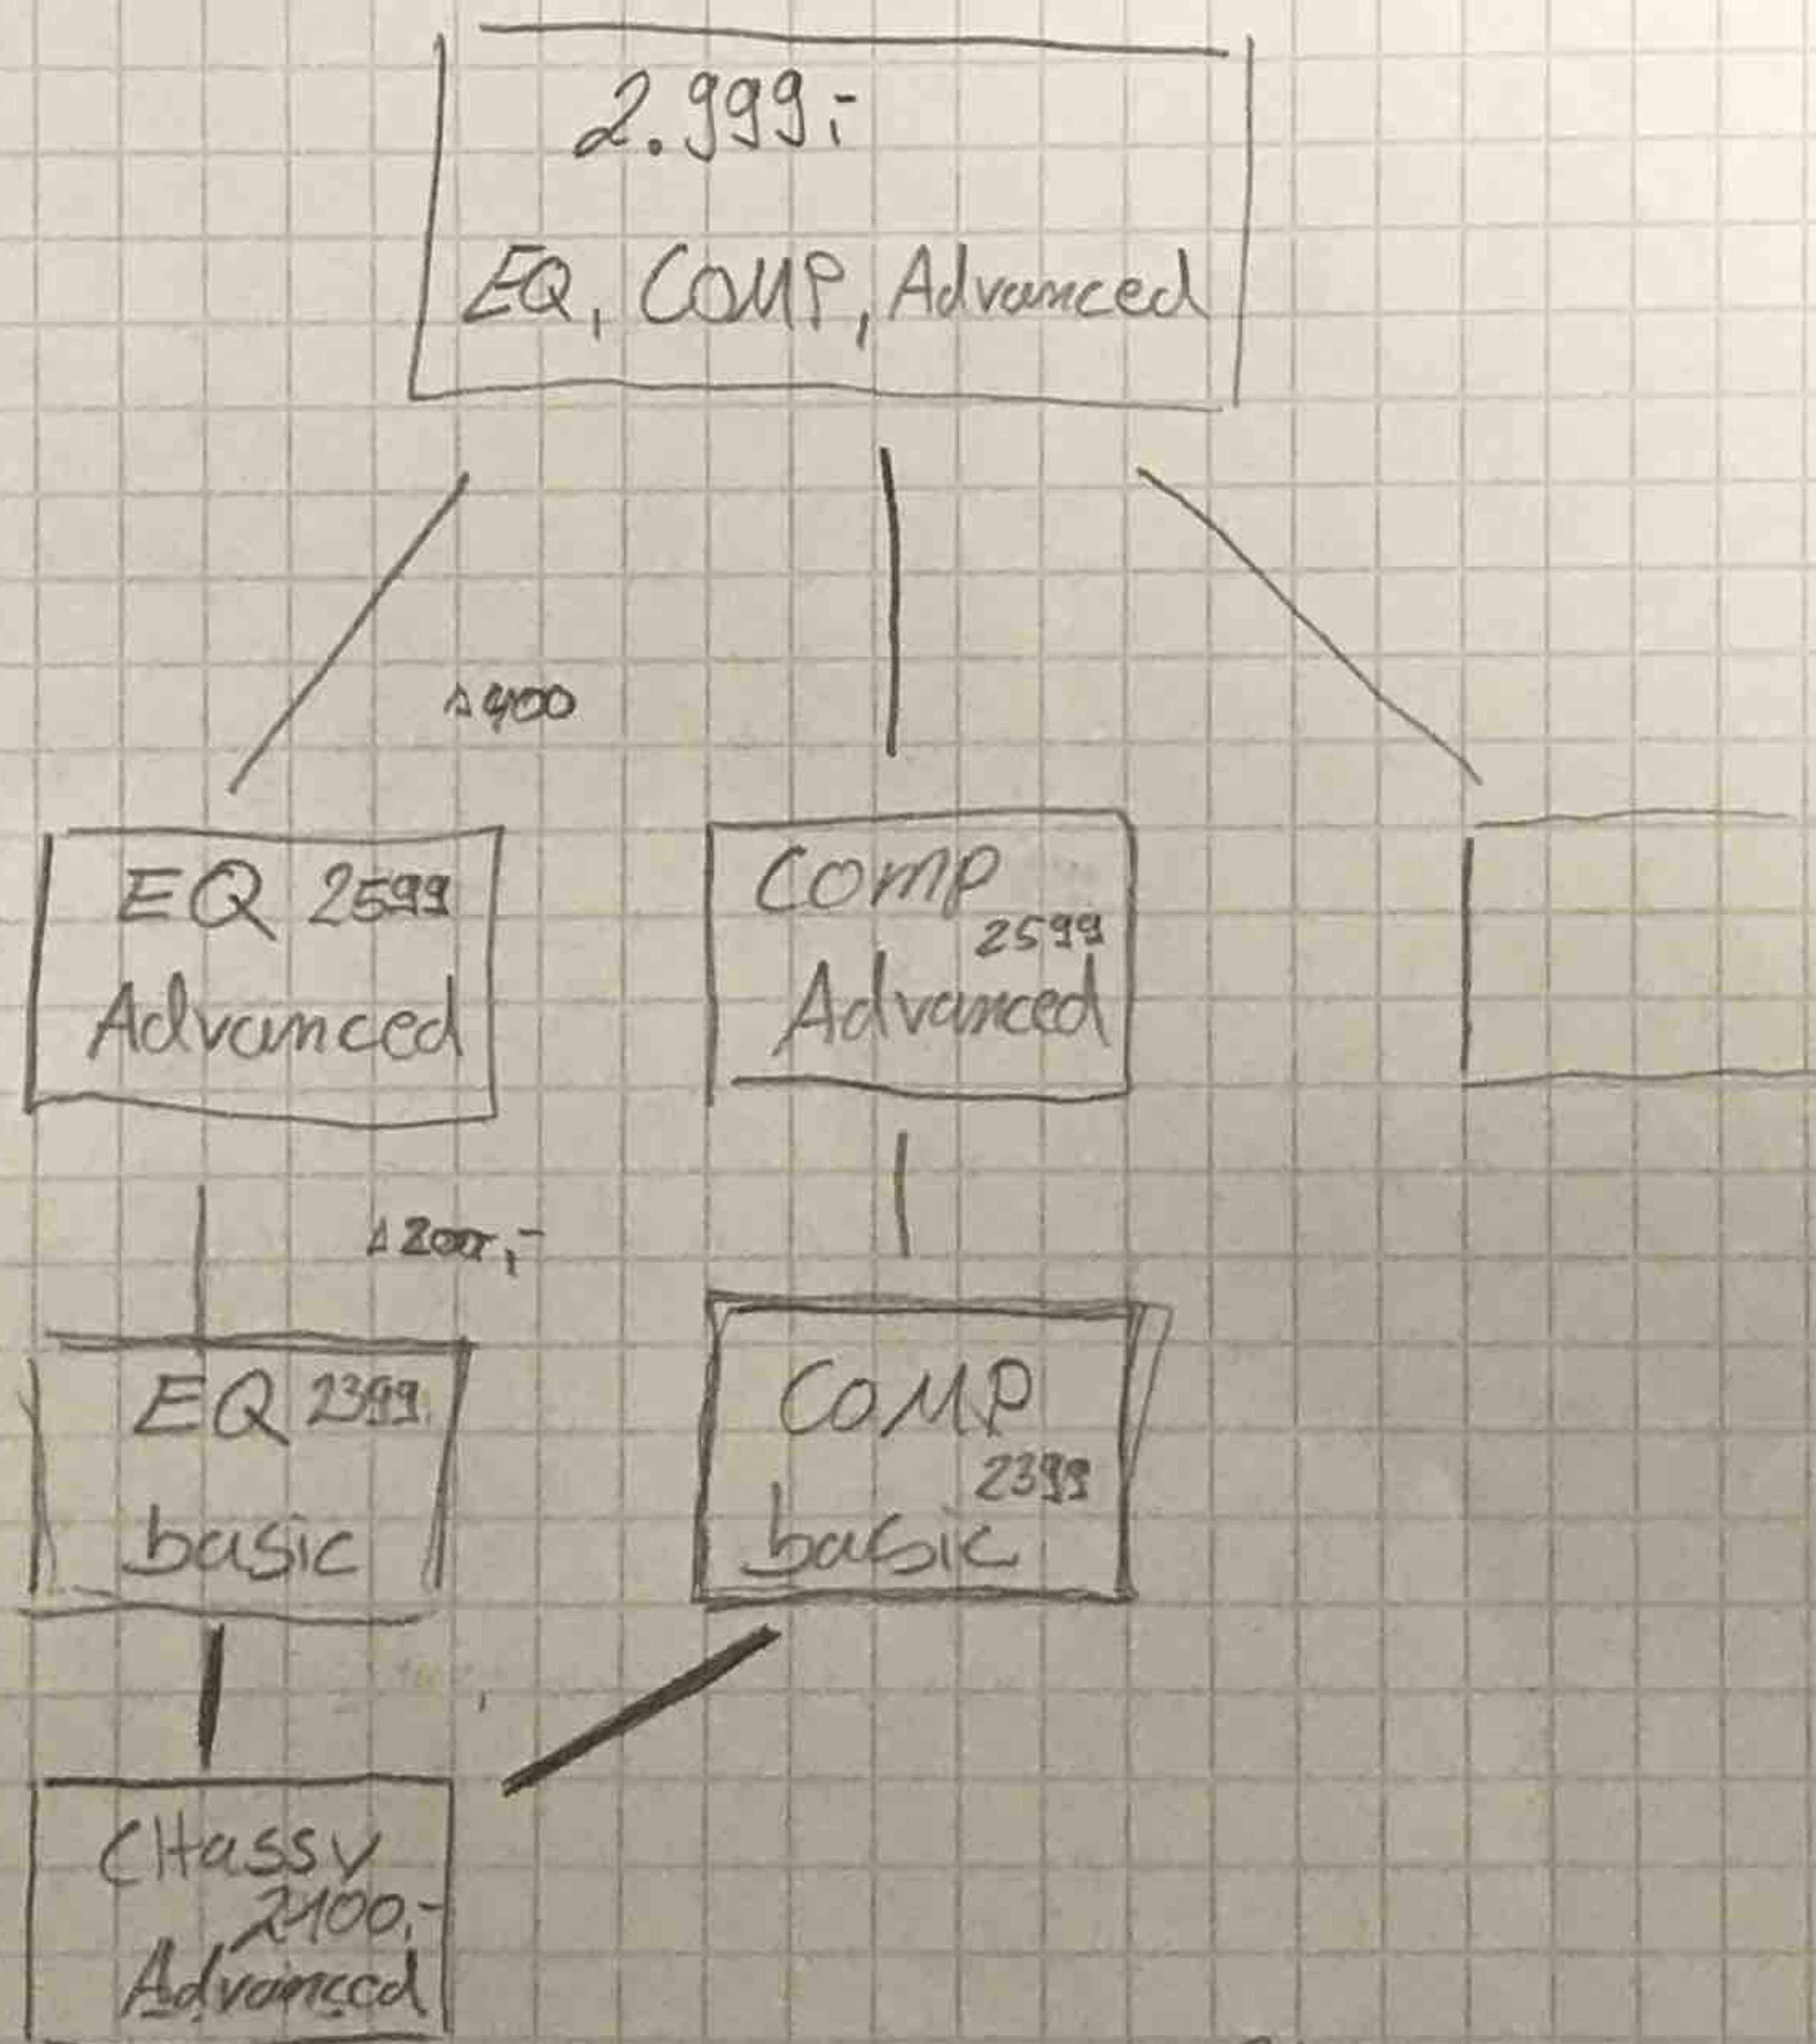 2.999,-
EQ, COMP, Advanced
Δ400
EQ 2599
Advanced
Comp
2599
Advanced
Δ200,-
EQ 2399
basic
COMP
2399
basic
CHassv
2100,-
Advanced